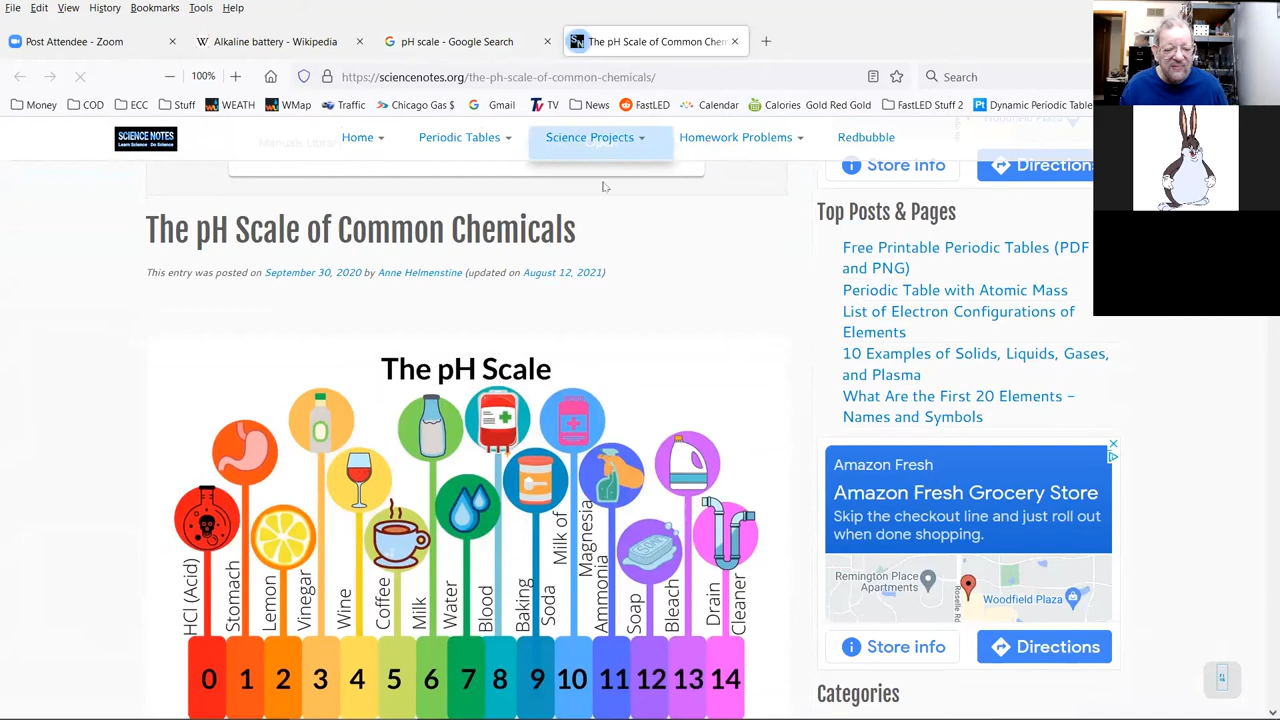 File Edit View History Bookmarks Tools Help
Post Attendee - Zoom
Alkaline battery - Wikipedia
The pH Scale of Common Chem
100%
https://sciencenotes.org/the-ph-scale-of-common-chemicals/
Search
Money COD ECC Stuff WEATH WMap Traffic Gmail TV News FastLED Calendar Calories Gold FastLED Stuff 2 Dynamic Periodic Table
SCIENCE NOTES
Learn Science Do Science
Home Periodic Tables Science Projects Homework Problems Redbubble
Store info Directions
The pH Scale of Common Chemicals
This entry was posted on September 30, 2020 by Anne Helmenstine (updated on August 12, 2021)
The pH Scale
HCl (Acid)
Stomach
Lemon
Vinegar
Wine
Coffee
Milk
Water
Blood
Baking
Soda
Milk of
Magnesia
Ammonia
Soap
Bleach
Drain
Cleaner
0 1 2 3 4 5 6 7 8 9 10 11 12 13 14
Top Posts & Pages
Free Printable Periodic Tables (PDF
and PNG)
Periodic Table with Atomic Mass
List of Electron Configurations of
Elements
10 Examples of Solids, Liquids, Gases,
and Plasma
What Are the First 20 Elements –
Names and Symbols
Amazon Fresh
Amazon Fresh Grocery Store
Skip the checkout line and just roll out
when done shopping.
Remington Place
Apartments
Roselle Rd
Woodfield Plaza
Store info Directions
Categories